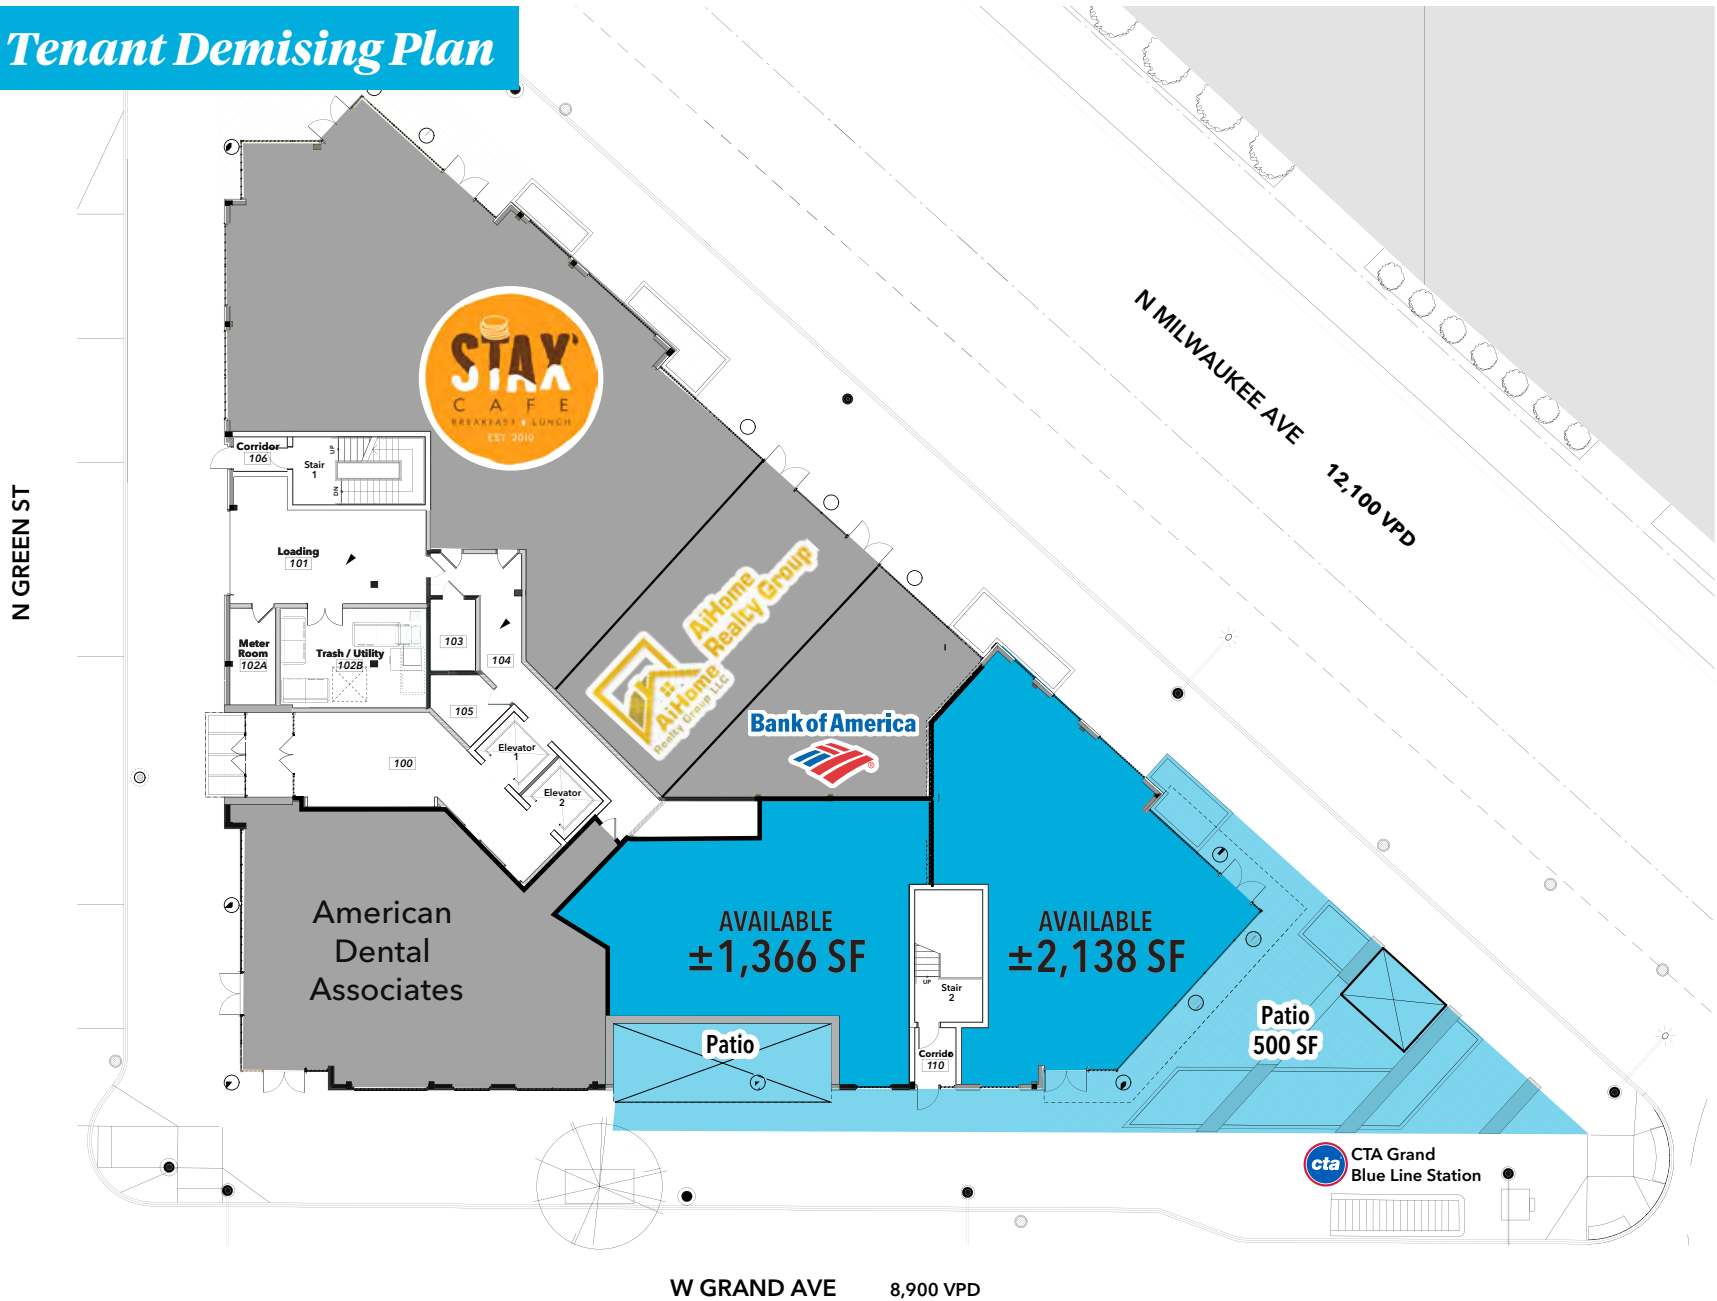 Tenant Demising Plan
N GREEN ST
N MILWAUKEE AVE
12,100 VPD
STAX'
CAFE
BREAKFAST LUNCH
EST 2010
Corridor
106
Stair
1
UP
DN
Loading
101
Meter
Room
102A
Trash / Utility
102B
103
104
105
100
Elevator
1
Elevator
2
AiHome
Realty Group
AiHome
Realty Group LLC
Bank of America
American
Dental
Associates
AVAILABLE
±1,366 SF
AVAILABLE
±2,138 SF
UP
Stair
2
Corrido
110
Patio
Patio
500 SF
cta
CTA Grand
Blue Line Station
W GRAND AVE
8,900 VPD